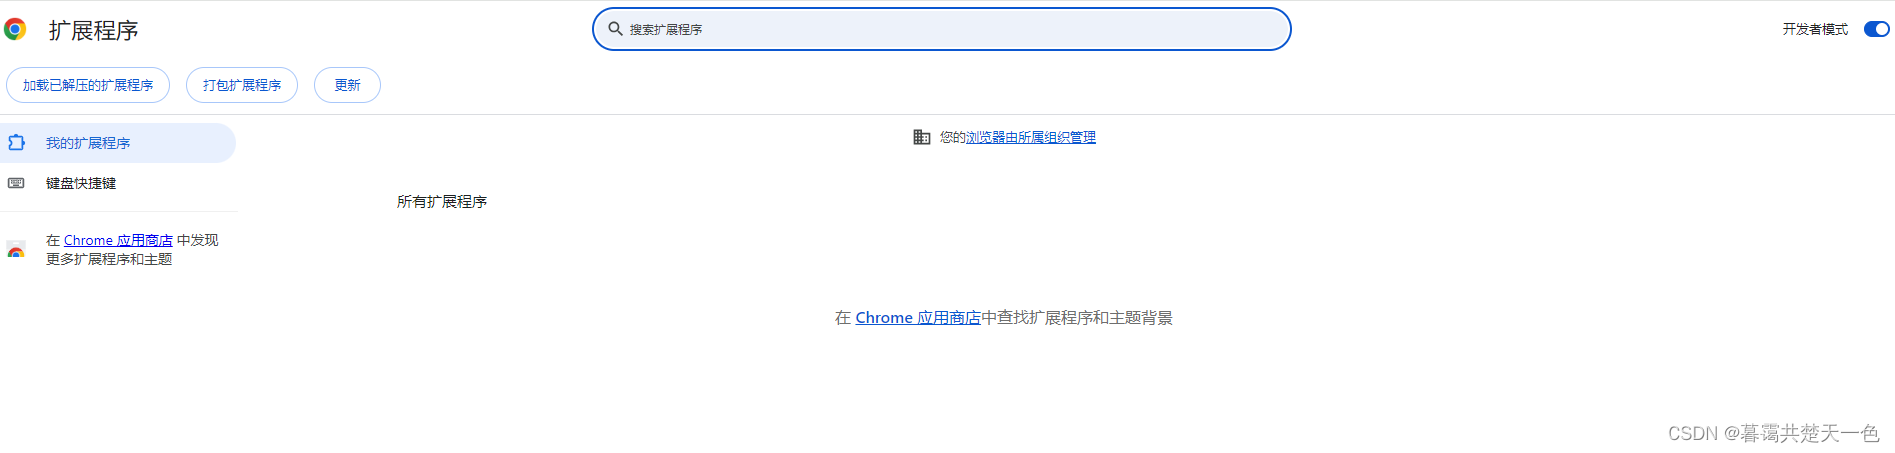 扩展程序
搜索扩展程序
开发者模式
加载已解压的扩展程序
打包扩展程序
更新
我的扩展程序
您的浏览器由所属组织管理
键盘快捷键
所有扩展程序
在 Chrome 应用商店 中发现
更多扩展程序和主题
在 Chrome 应用商店中查找扩展程序和主题背景
CSDN @暮霭共楚天一色